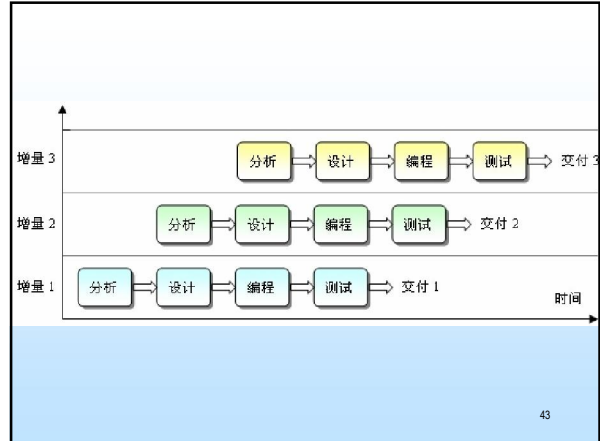 增量 3 分析 设计 编程 测试 交付 3
增量 2 分析 设计 编程 测试 交付 2
增量 1 分析 设计 编程 测试 交付 1
时间
43